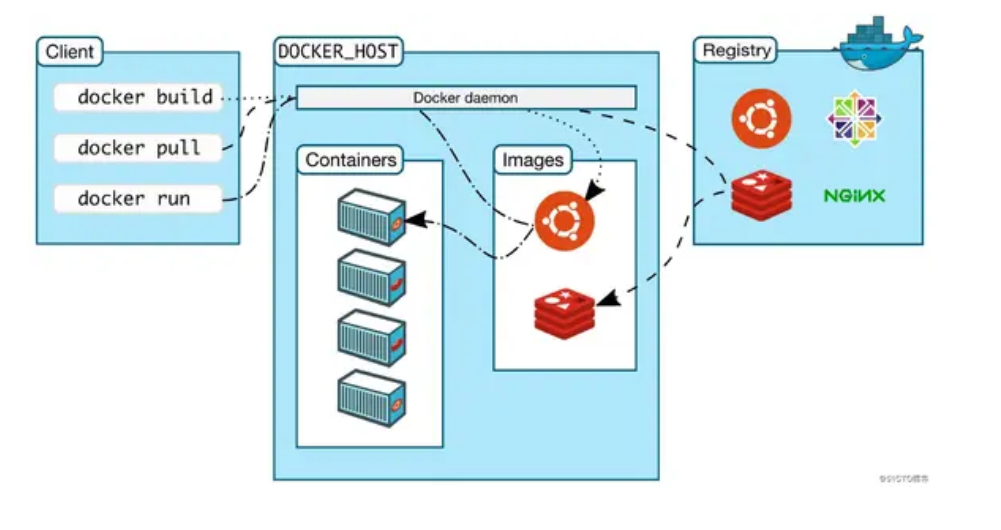 Client
docker build
docker pull
docker run
DOCKER_HOST
Docker daemon
Containers
Images
Registry
NGINX
@51CTO博客